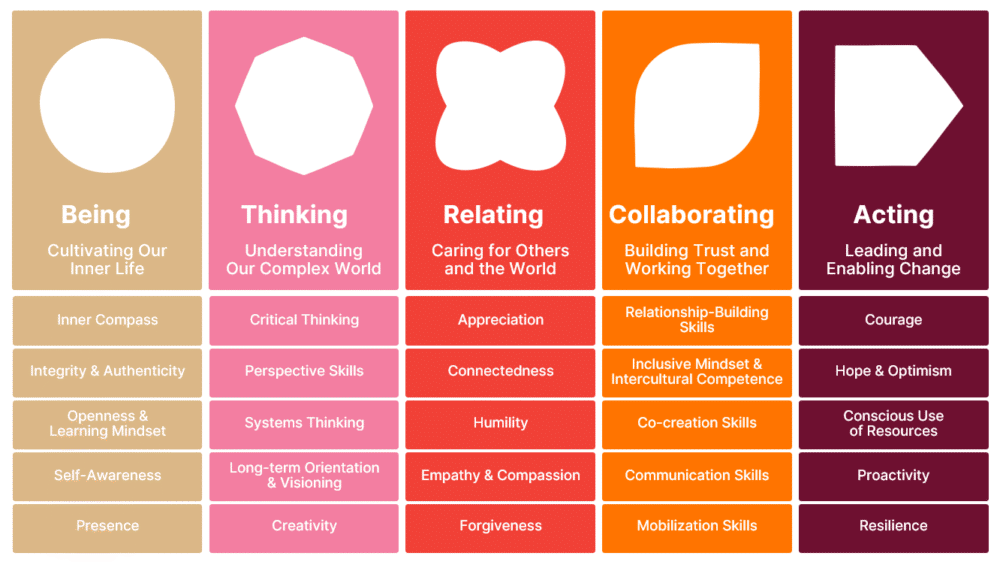 Being
Cultivating Our
Inner Life
Inner Compass
Integrity & Authenticity
Openness &
Learning Mindset
Self-Awareness
Presence
Thinking
Understanding
Our Complex World
Critical Thinking
Perspective Skills
Systems Thinking
Long-term Orientation
& Visioning
Creativity
Relating
Caring for Others
and the World
Appreciation
Connectedness
Humility
Empathy & Compassion
Forgiveness
Collaborating
Building Trust and
Working Together
Relationship-Building
Skills
Inclusive Mindset &
Intercultural Competence
Co-creation Skills
Communication Skills
Mobilization Skills
Acting
Leading and
Enabling Change
Courage
Hope & Optimism
Conscious Use
of Resources
Proactivity
Resilience